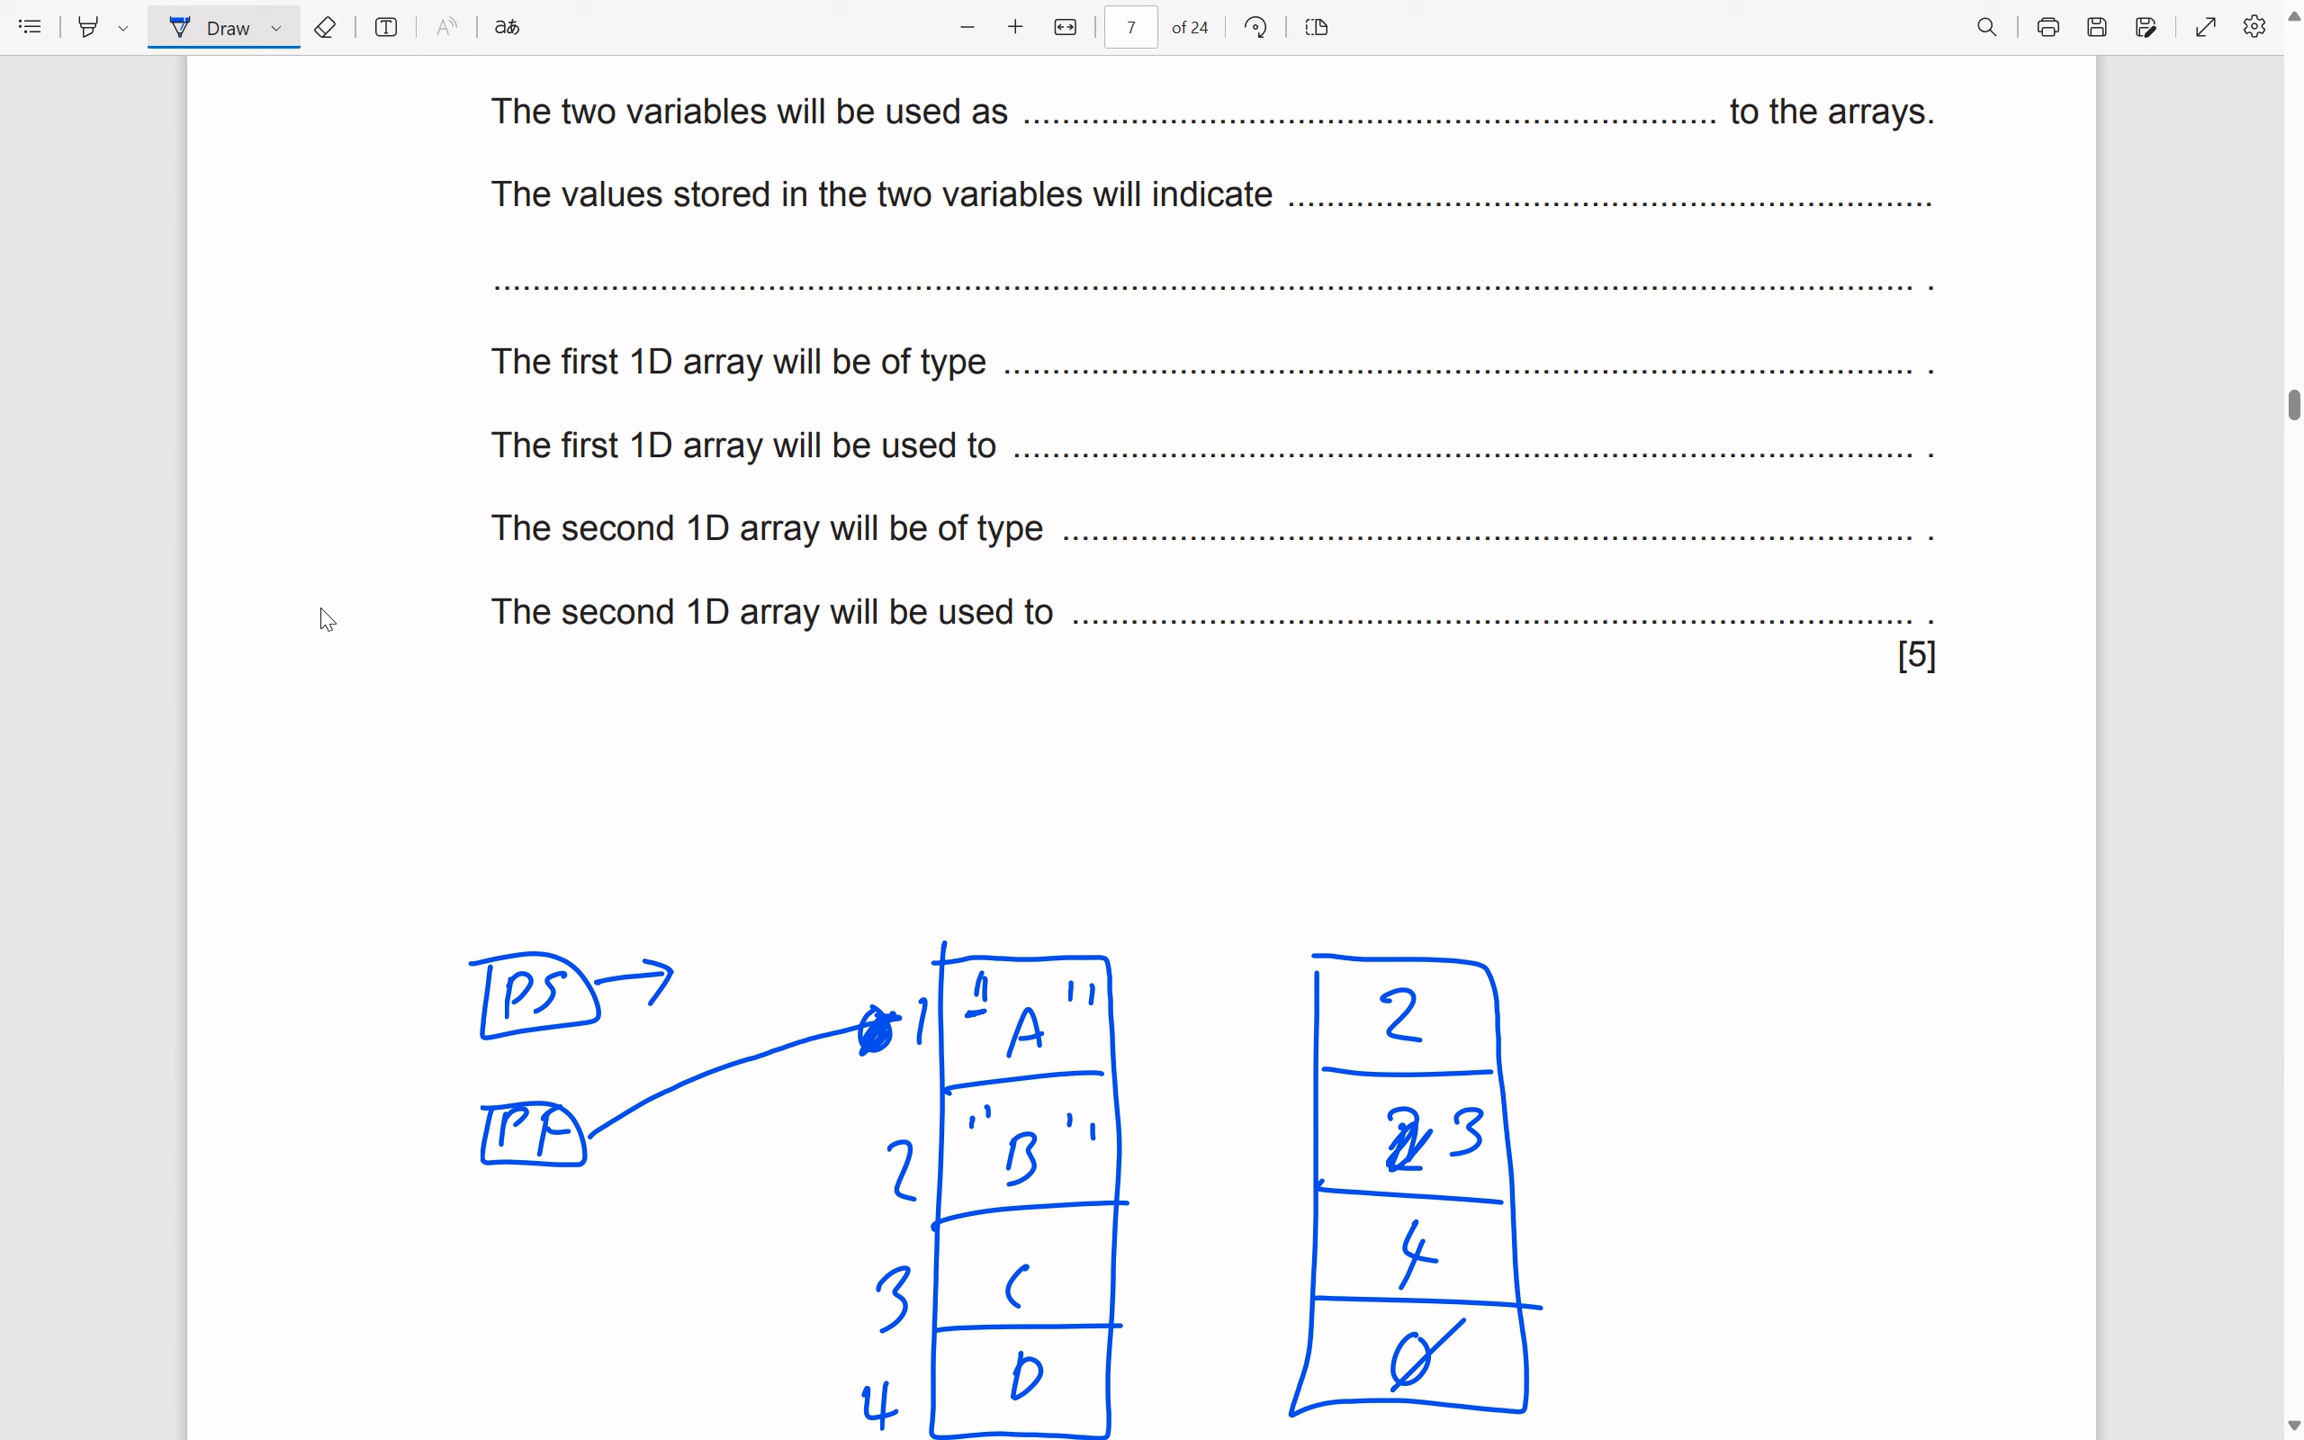 Draw
7 of 24
The two variables will be used as ........................................................................ to the arrays.
The values stored in the two variables will indicate ...................................................................
.................................................................................................................................................... .
The first 1D array will be of type .............................................................................................. .
The first 1D array will be used to ............................................................................................. .
The second 1D array will be of type ........................................................................................ .
The second 1D array will be used to ....................................................................................... .
[5]
PS
1 "A" 2
PF
2 "B" 3
3 C 4
4 D Ø